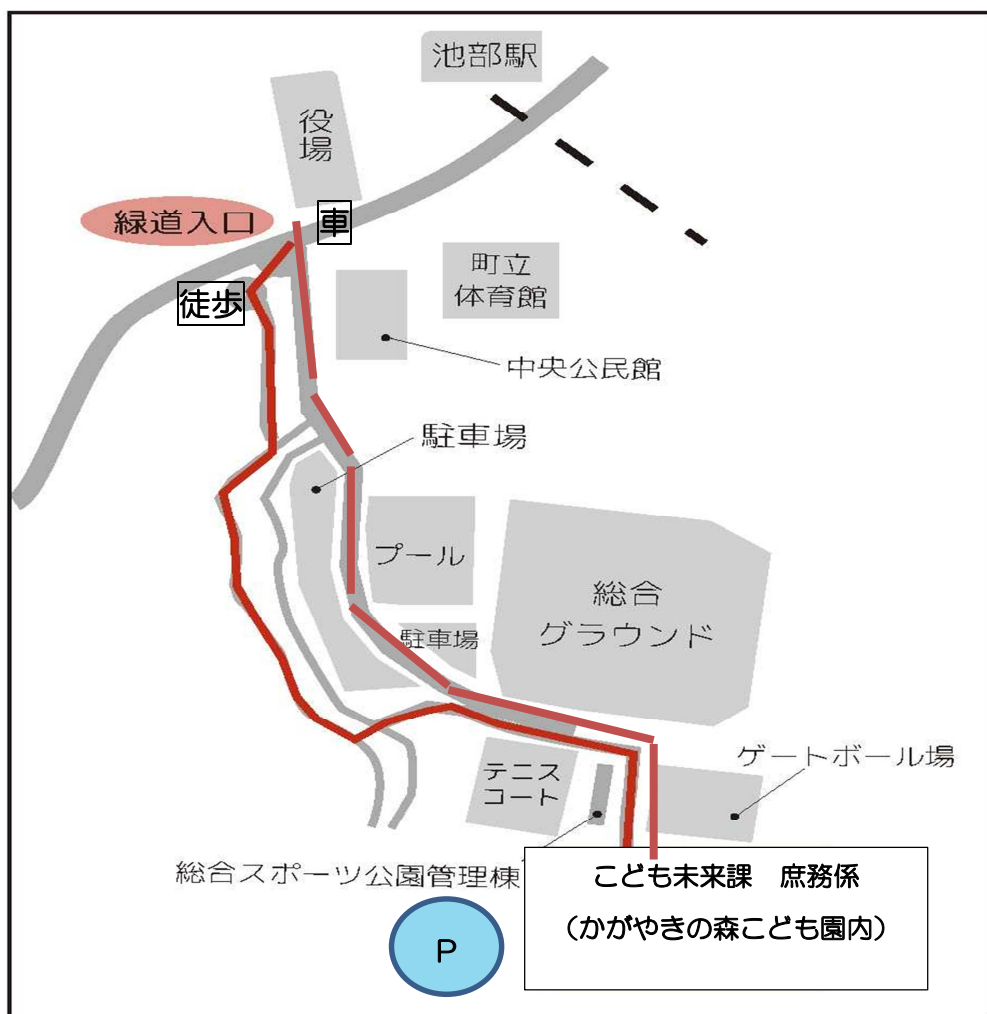 池部駅
役場
緑道入口
車
徒歩
町立
体育館
中央公民館
駐車場
プール
総合
グラウンド
駐車場
ゲートボール場
テニス
コート
総合スポーツ公園管理棟
こども未来課　庶務係
（かがやきの森こども園内）
P